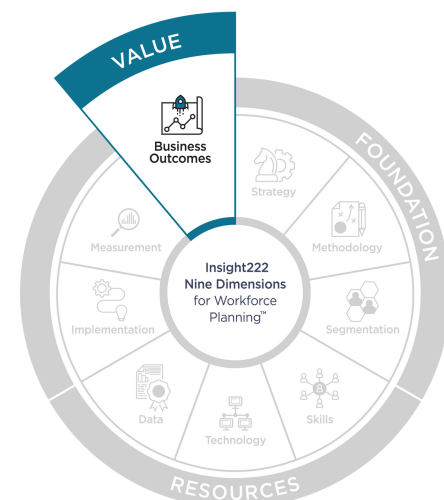 VALUE
Business
Outcomes
FOUNDATION
Strategy
Measurement
Methodology
Insight222
Nine Dimensions
for Workforce
Planning™
Implementation
Segmentation
Data
Technology
Skills
RESOURCES